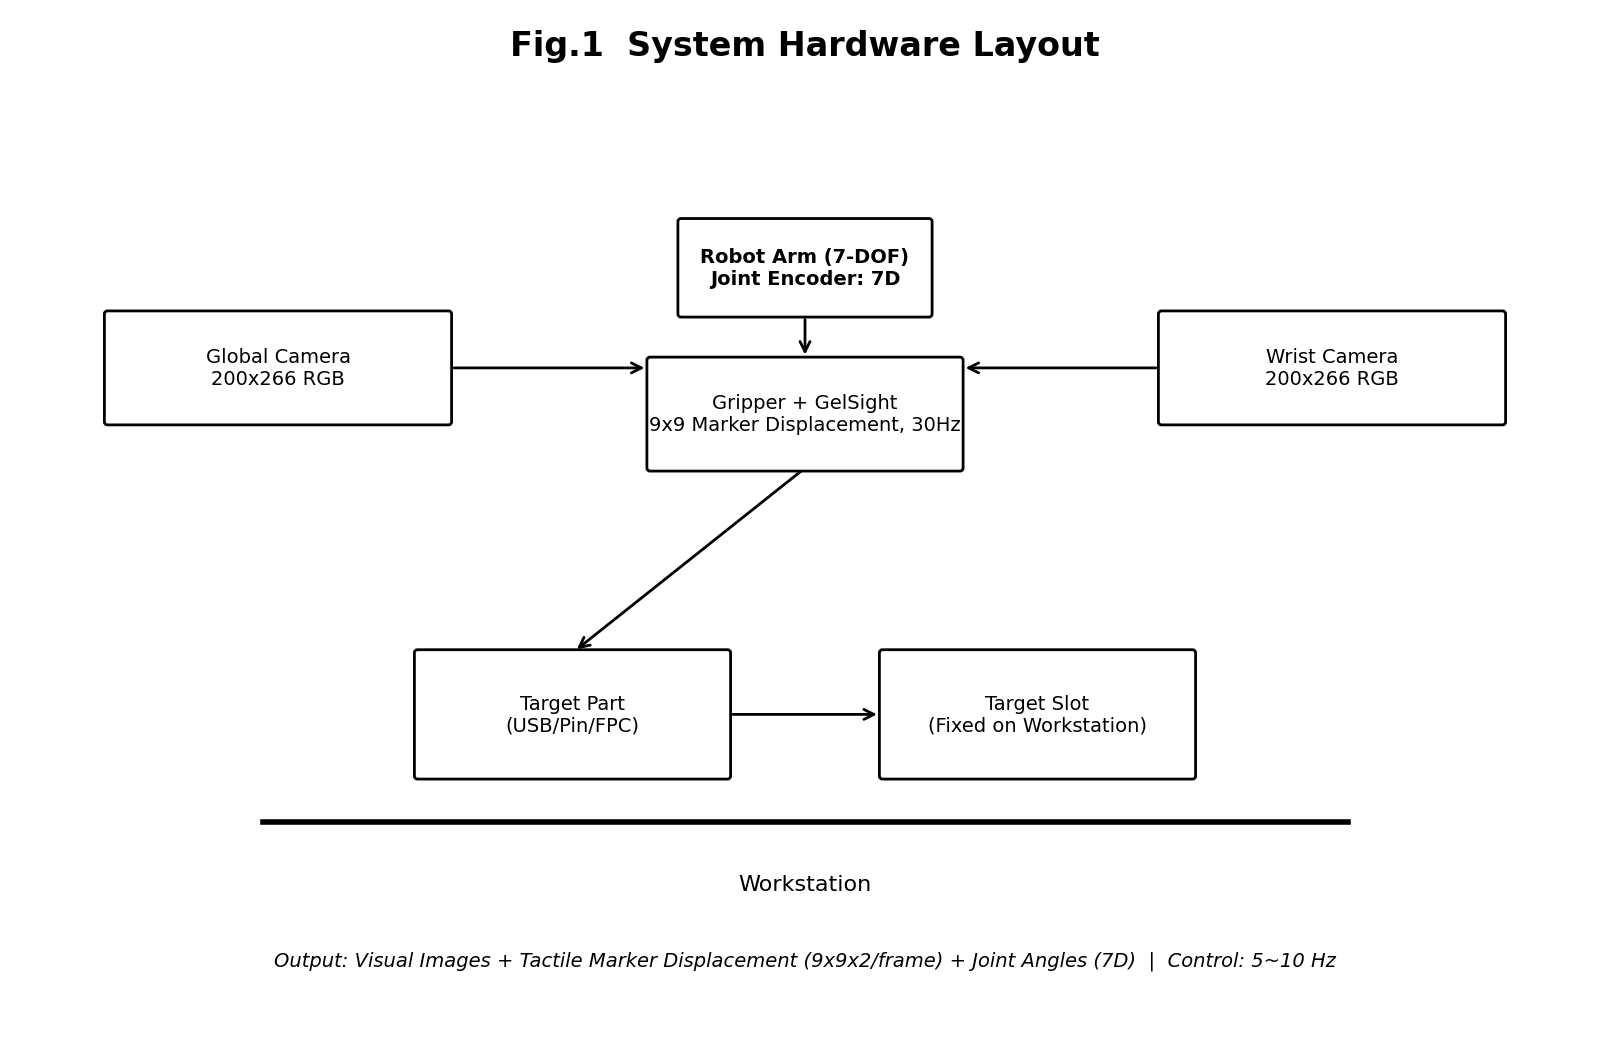 Fig.1  System Hardware Layout
Robot Arm (7-DOF)
Joint Encoder: 7D
Global Camera
200x266 RGB
Wrist Camera
200x266 RGB
Gripper + GelSight
9x9 Marker Displacement, 30Hz
Target Part
(USB/Pin/FPC)
Target Slot
(Fixed on Workstation)
Workstation
Output: Visual Images + Tactile Marker Displacement (9x9x2/frame) + Joint Angles (7D)  |  Control: 5~10 Hz